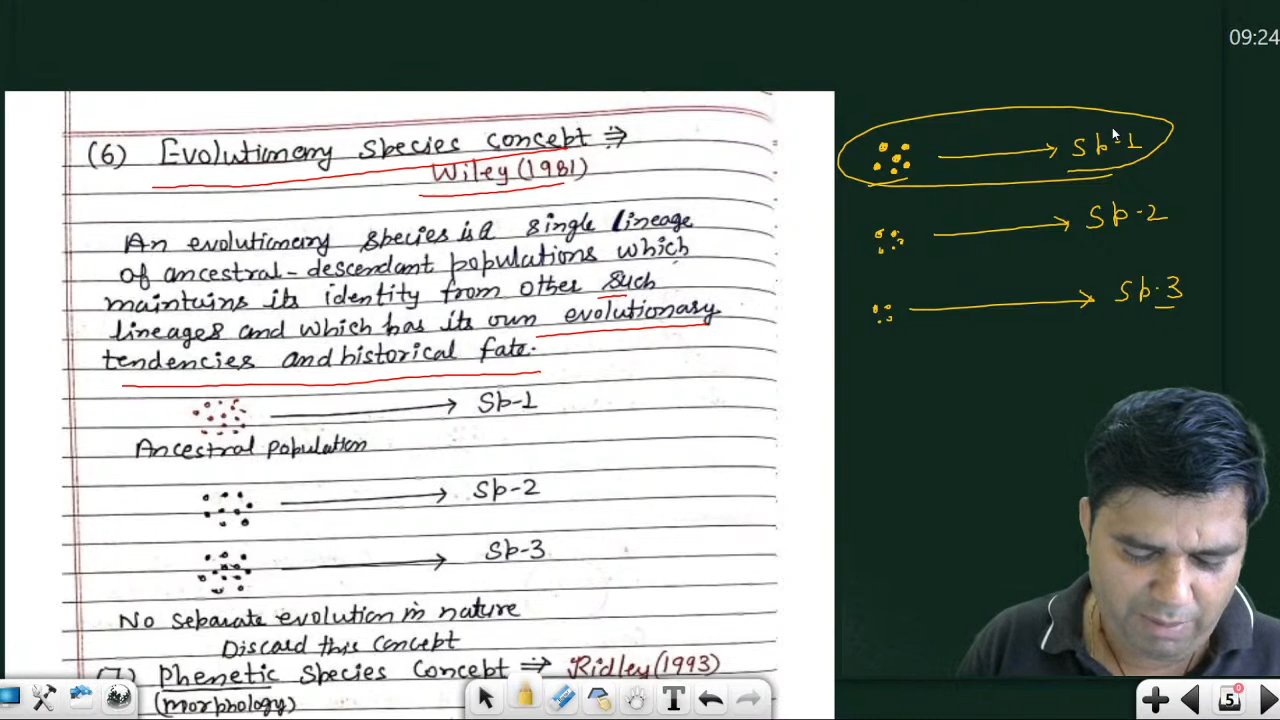 09:24
(6) Evolutionary Species concept ⇒
Wiley (1981)
An evolutionary species is a single lineage
of ancestral-descendant populations which
maintains its identity from other such
lineages and which has its own evolutionary
tendencies and historical fate.
Sp-1
Ancestral population
Sp-2
Sp-3
No separate evolution in nature
Discard this concept
(7) Phenetic Species Concept ⇒ Ridley (1993)
(morphology)
Sp-1
Sp-2
Sp-3
T
5
0